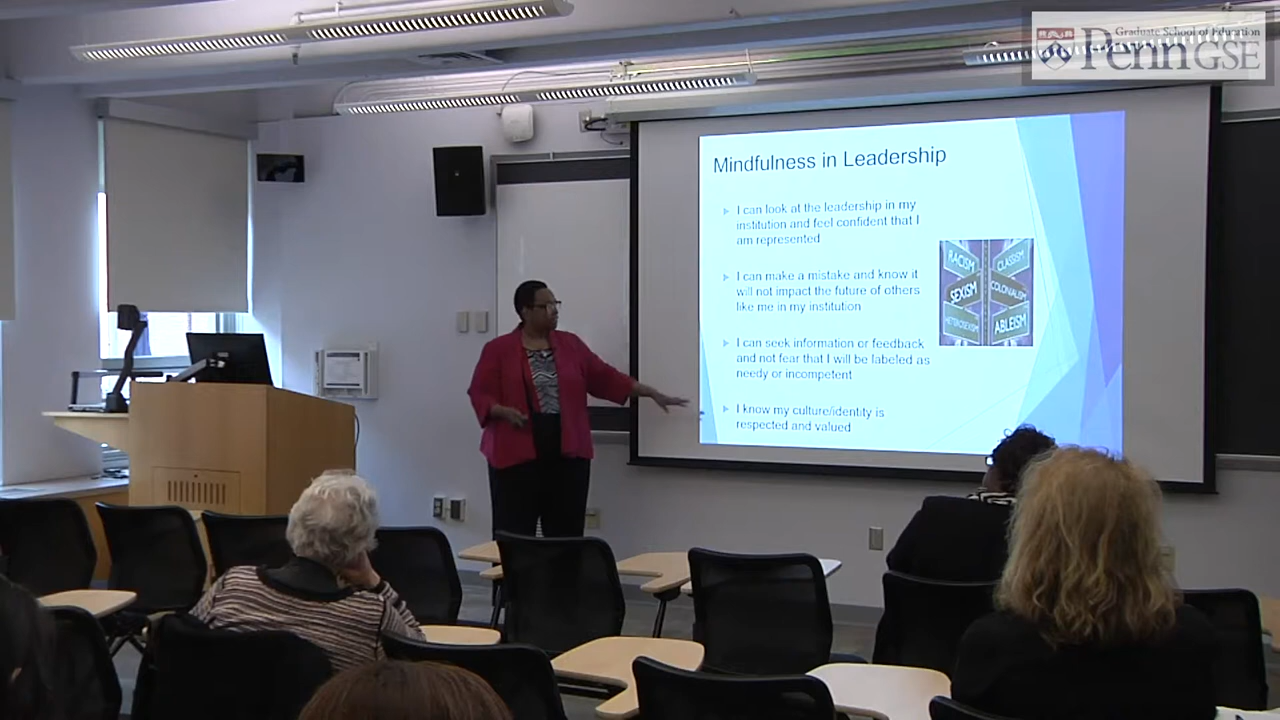 Graduate School of Education
PennGSE
Mindfulness in Leadership
I can look at the leadership in my
institution and feel confident that I
am represented
I can make a mistake and know it
will not impact the future of others
like me in my institution
I can seek information or feedback
and not fear that I will be labeled as
needy or incompetent
I know my culture/identity is
respected and valued
RACISM
CLASSISM
SEXISM
COLONIALISM
HETEROSEXISM
ABLEISM